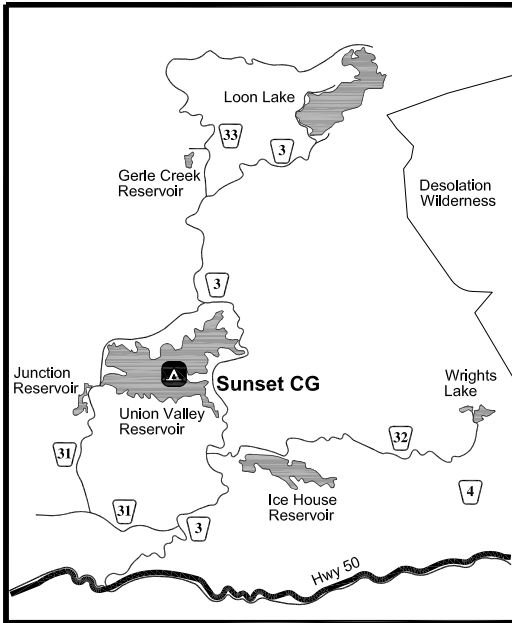 Loon Lake
33
3
Gerle Creek
Reservoir
Desolation
Wilderness
3
Junction
Reservoir
Sunset CG
Wrights
Lake
Union Valley
Reservoir
31
32
Ice House
Reservoir
4
31
3
Hwy 50